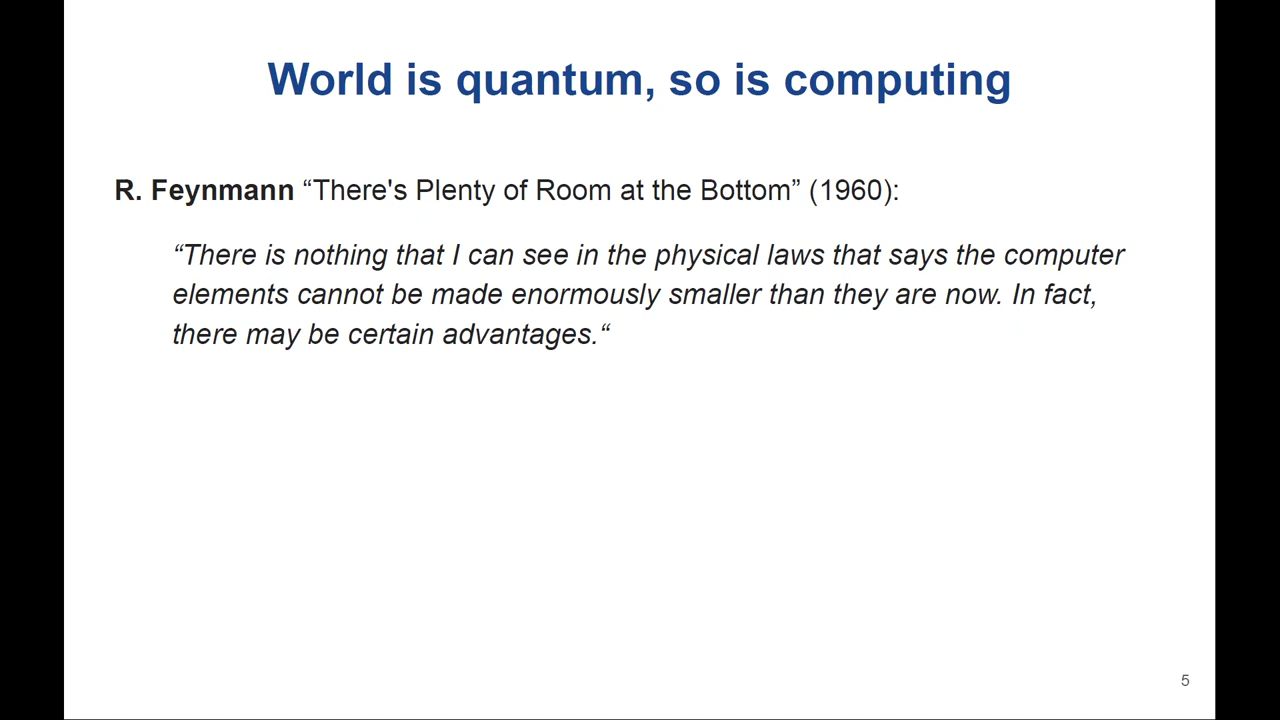 World is quantum, so is computing
R. Feynmann “There's Plenty of Room at the Bottom” (1960):
“There is nothing that I can see in the physical laws that says the computer
elements cannot be made enormously smaller than they are now. In fact,
there may be certain advantages.“
5